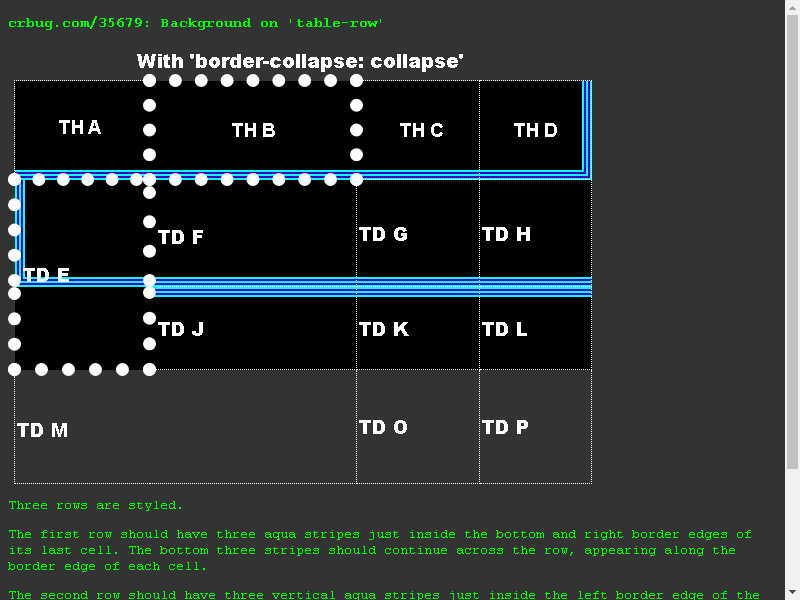 crbug.com/35679: Background on 'table-row'
With 'border-collapse: collapse'
TH A TH B TH C TH D
TD E TD F TD G TD H
TD J TD K TD L
TD M TD O TD P
Three rows are styled.
The first row should have three aqua stripes just inside the bottom and right border edges of
its last cell. The bottom three stripes should continue across the row, appearing along the
border edge of each cell.
The second row should have three vertical aqua stripes just inside the left border edge of the